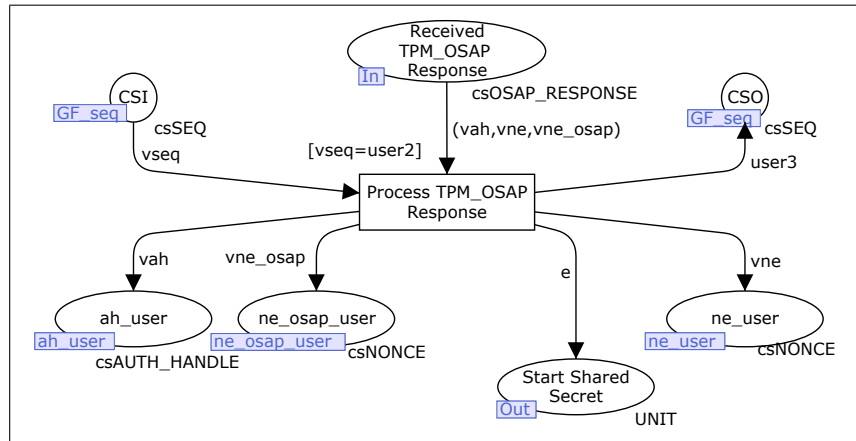 Received
TPM_OSAP
Response
In
csOSAP_RESPONSE
CSI
GF_seq
csSEQ
vseq
CSO
GF_seq
csSEQ
(vah,vne,vne_osap)
[vseq=user2]
user3
Process TPM_OSAP
Response
vah
vne_osap
e
vne
ah_user
ah_user
csAUTH_HANDLE
ne_osap_user
ne_osap_user
csNONCE
ne_user
ne_user
csNONCE
Start Shared
Secret
Out
UNIT